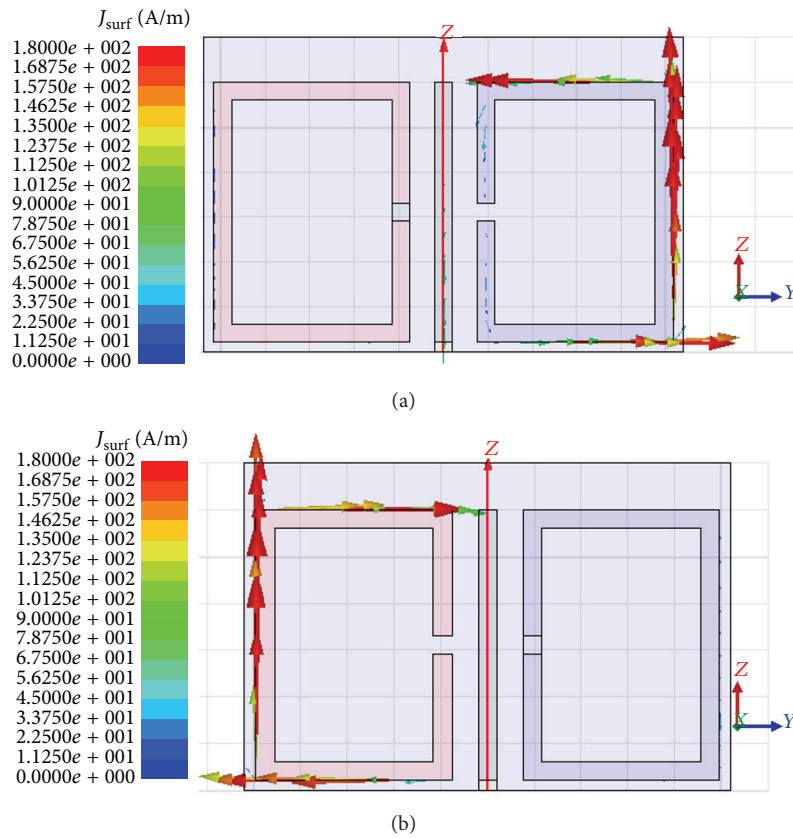 J_surf (A/m)
1.8000e + 002
1.6875e + 002
1.5750e + 002
1.4625e + 002
1.3500e + 002
1.2375e + 002
1.1250e + 002
1.0125e + 002
9.0000e + 001
7.8750e + 001
6.7500e + 001
5.6250e + 001
4.5000e + 001
3.3750e + 001
2.2500e + 001
1.1250e + 001
0.0000e + 000
Z
Z
X
Y
(a)
J_surf (A/m)
1.8000e + 002
1.6875e + 002
1.5750e + 002
1.4625e + 002
1.3500e + 002
1.2375e + 002
1.1250e + 002
1.0125e + 002
9.0000e + 001
7.8750e + 001
6.7500e + 001
5.6250e + 001
4.5000e + 001
3.3750e + 001
2.2500e + 001
1.1250e + 001
0.0000e + 000
Z
Z
X
Y
(b)